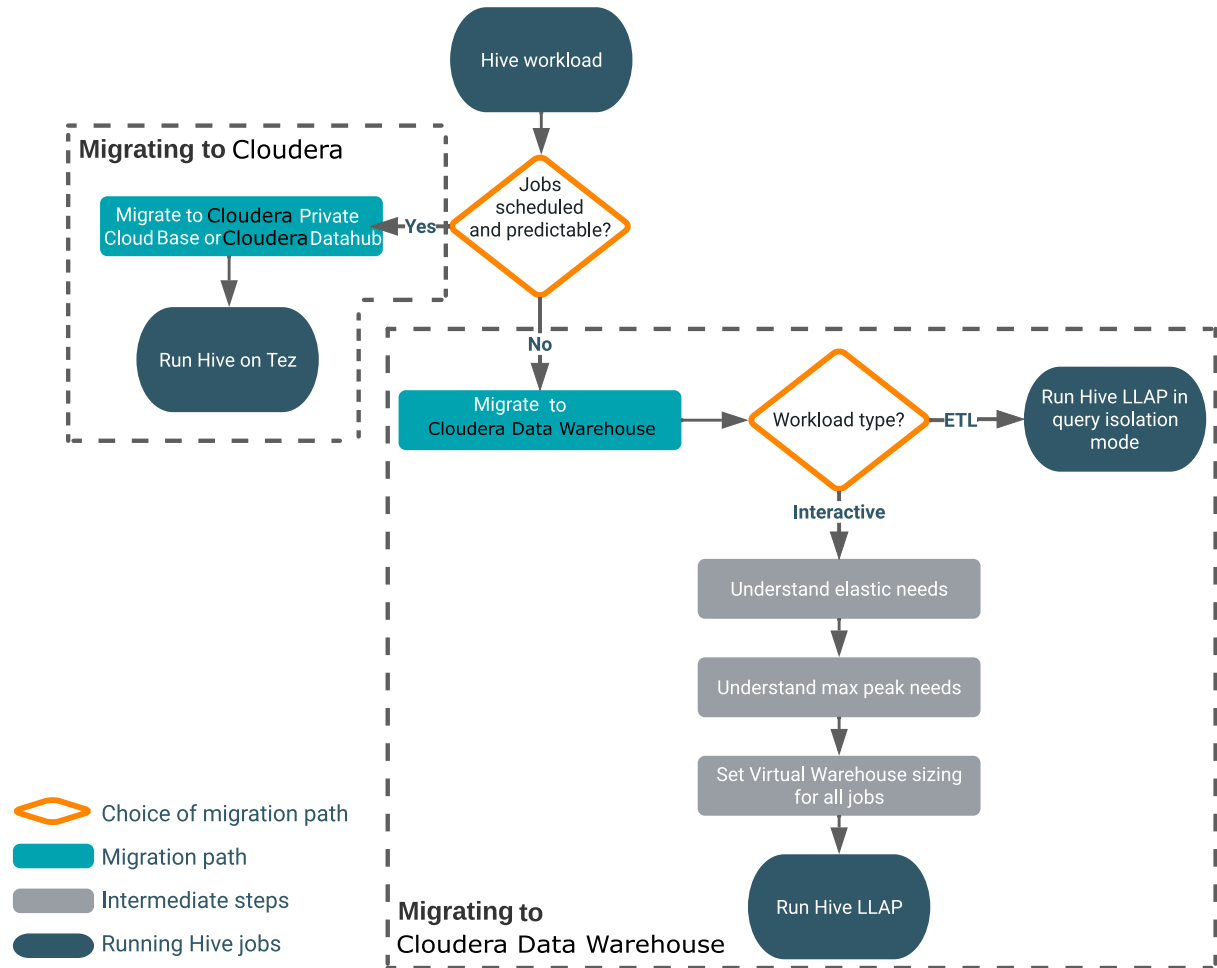 Hive workload
Migrating to Cloudera
Jobs
scheduled
and predictable?
Yes
Migrate to Cloudera Private
Cloud Base or Cloudera Datahub
Run Hive on Tez
No
Migrate to
Cloudera Data Warehouse
Workload type?
ETL
Run Hive LLAP in
query isolation
mode
Interactive
Understand elastic needs
Understand max peak needs
Set Virtual Warehouse sizing
for all jobs
Run Hive LLAP
Migrating to
Cloudera Data Warehouse
Choice of migration path
Migration path
Intermediate steps
Running Hive jobs